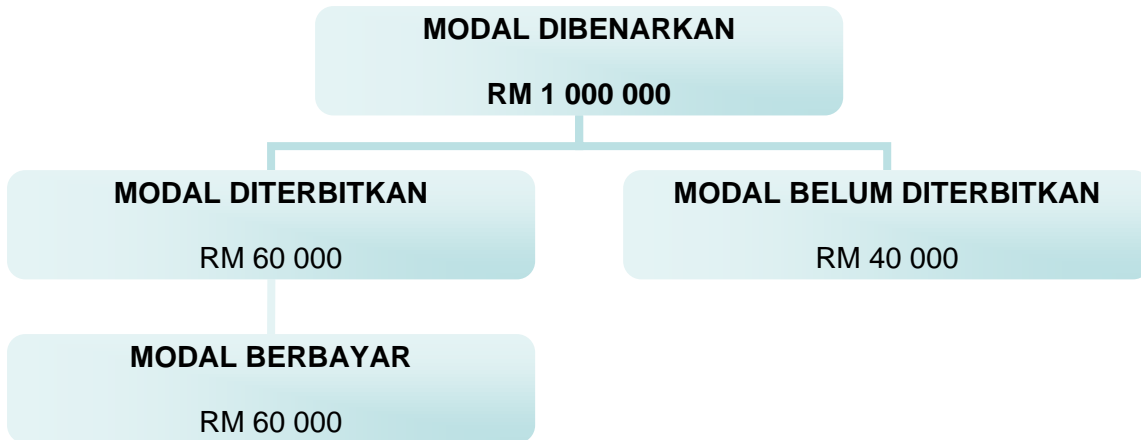 MODAL DIBENARKAN
RM 1 000 000
MODAL DITERBITKAN
RM 60 000
MODAL BELUM DITERBITKAN
RM 40 000
MODAL BERBAYAR
RM 60 000